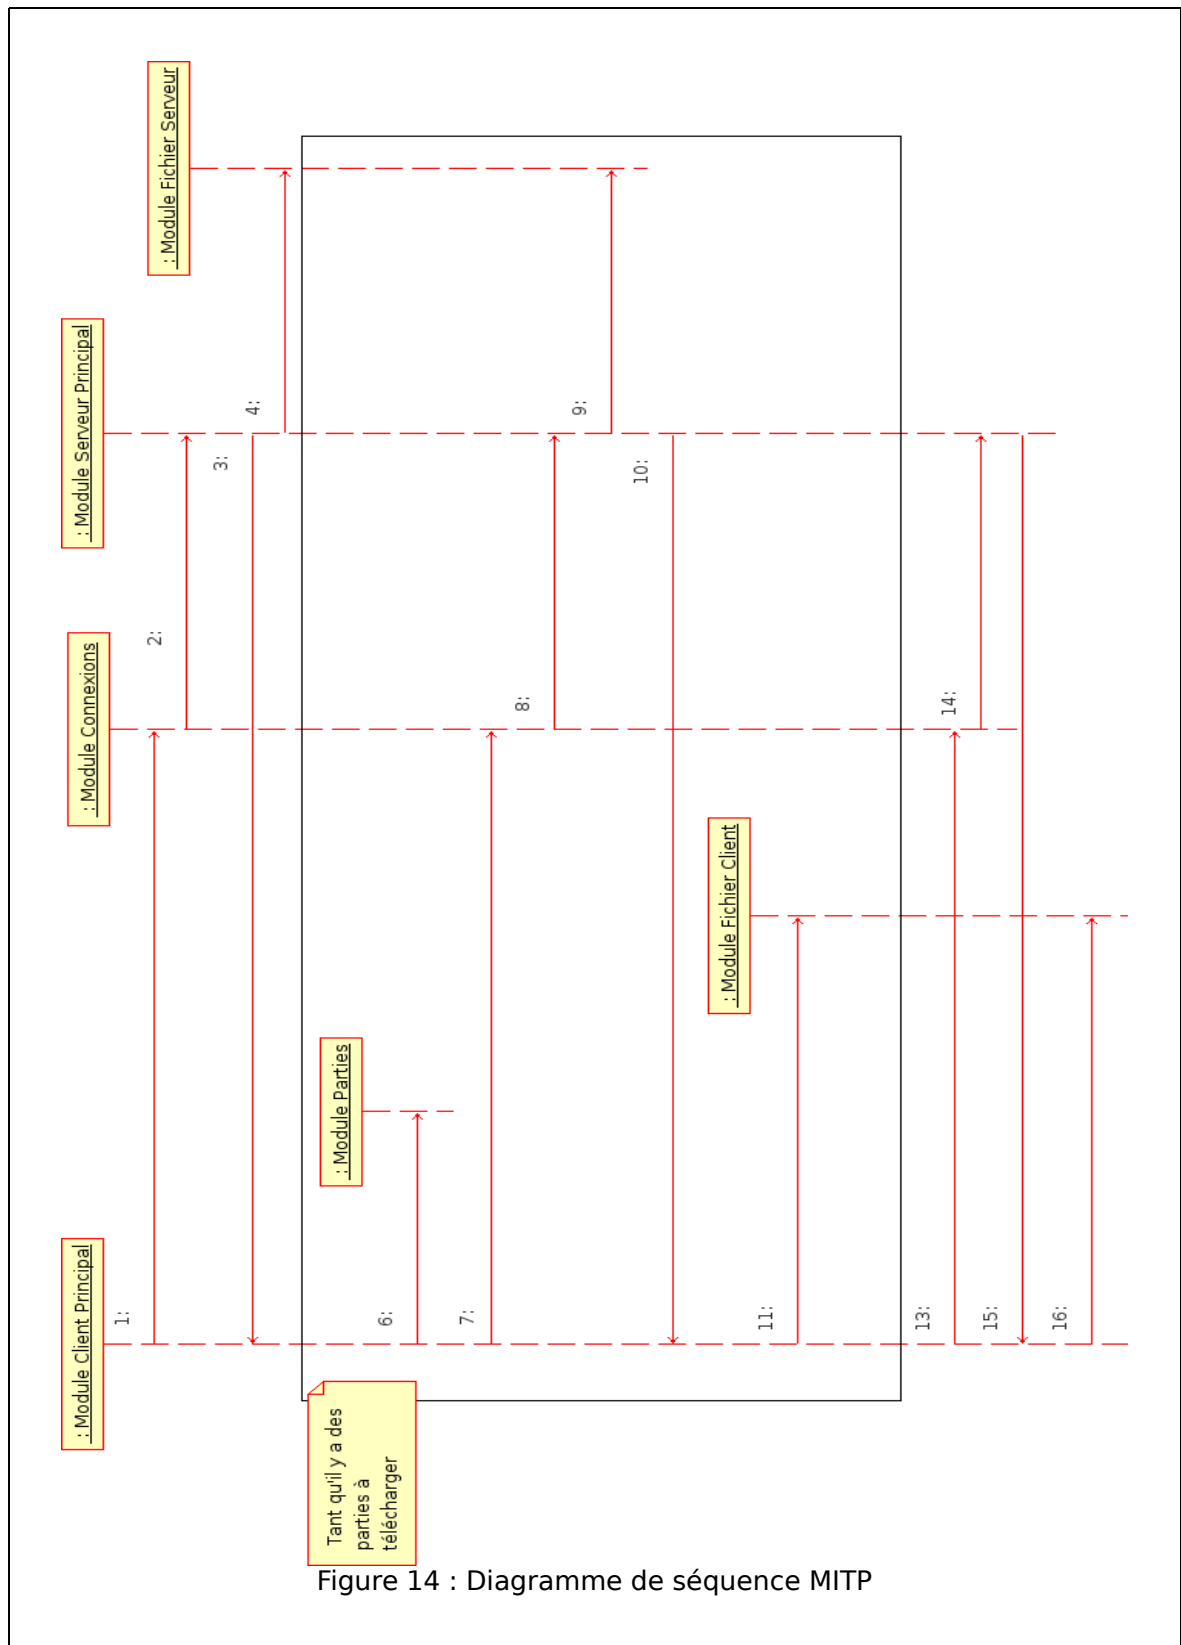 : Module Client Principal
: Module Parties
: Module Fichier Client
: Module Connexions
: Module Serveur Principal
: Module Fichier Serveur
1:
2:
3:
4:
6:
7:
8:
9:
10:
11:
13:
14:
15:
16:
Tant qu'il y a des
parties à
télécharger
Figure 14 : Diagramme de séquence MITP